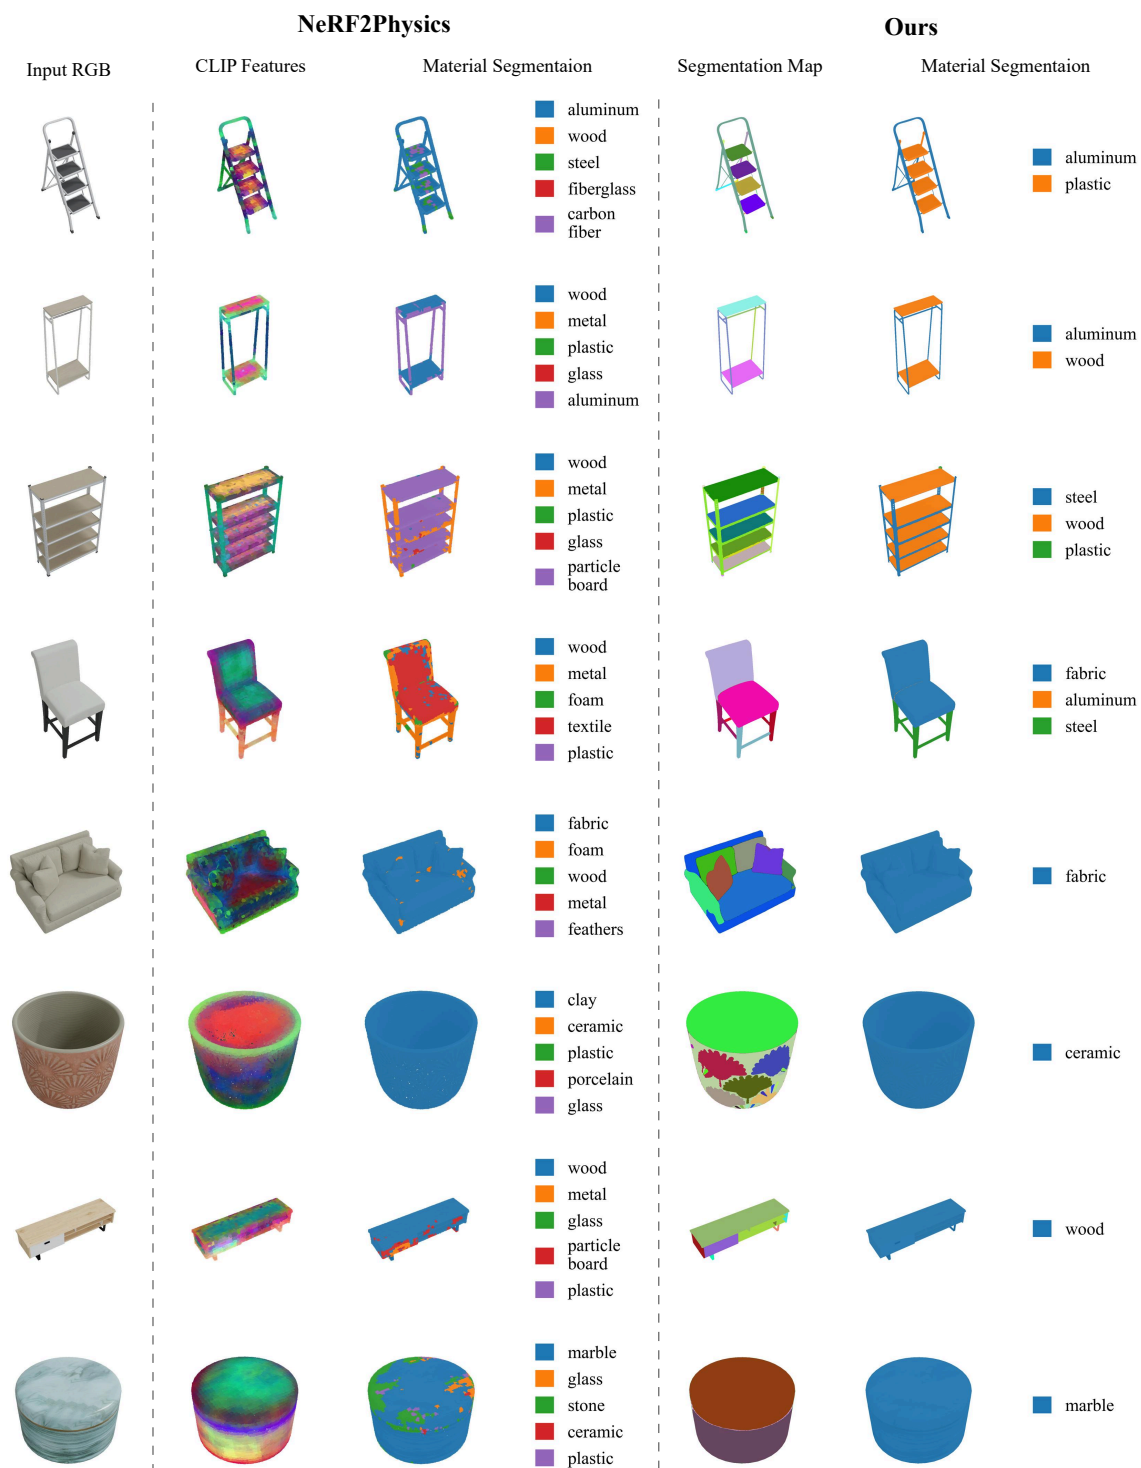 NeRF2Physics
Ours
Input RGB
CLIP Features
Material Segmentaion
Segmentation Map
Material Segmentaion
aluminum
wood
steel
fiberglass
carbon
fiber
aluminum
plastic
wood
metal
plastic
glass
aluminum
aluminum
wood
wood
metal
plastic
glass
particle
board
steel
wood
plastic
wood
metal
foam
textile
plastic
fabric
aluminum
steel
fabric
foam
wood
metal
feathers
fabric
clay
ceramic
plastic
porcelain
glass
ceramic
wood
metal
glass
particle
board
plastic
wood
marble
glass
stone
ceramic
plastic
marble